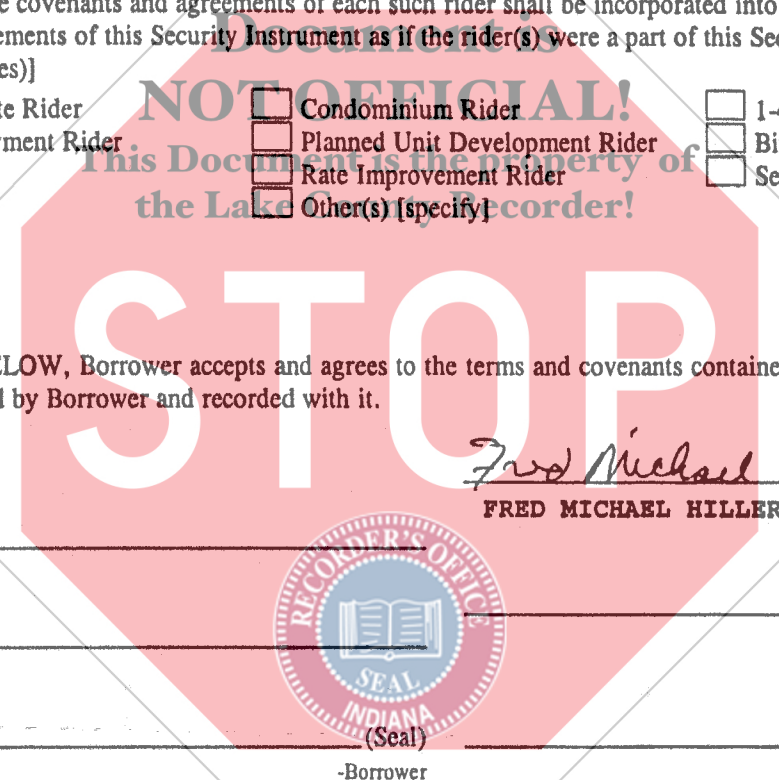 e covenants and agreements of each such rider shall be incorporated into
Document is
ements of this Security Instrument as if the rider(s) were a part of this Sec
es)]
NOT OFFICIAL!
te Rider Condominium Rider 1-
ment Rider Planned Unit Development Rider Bi
This Document is the property of
Rate Improvement Rider Se
the Lake County Recorder!
Other(s) [specify]
STOP
ELOW, Borrower accepts and agrees to the terms and covenants containe
l by Borrower and recorded with it.
Fred Michael
FRED MICHAEL HILLER
RECORDER'S OFFICE
SEAL
INDIANA
(Seal)
-Borrower